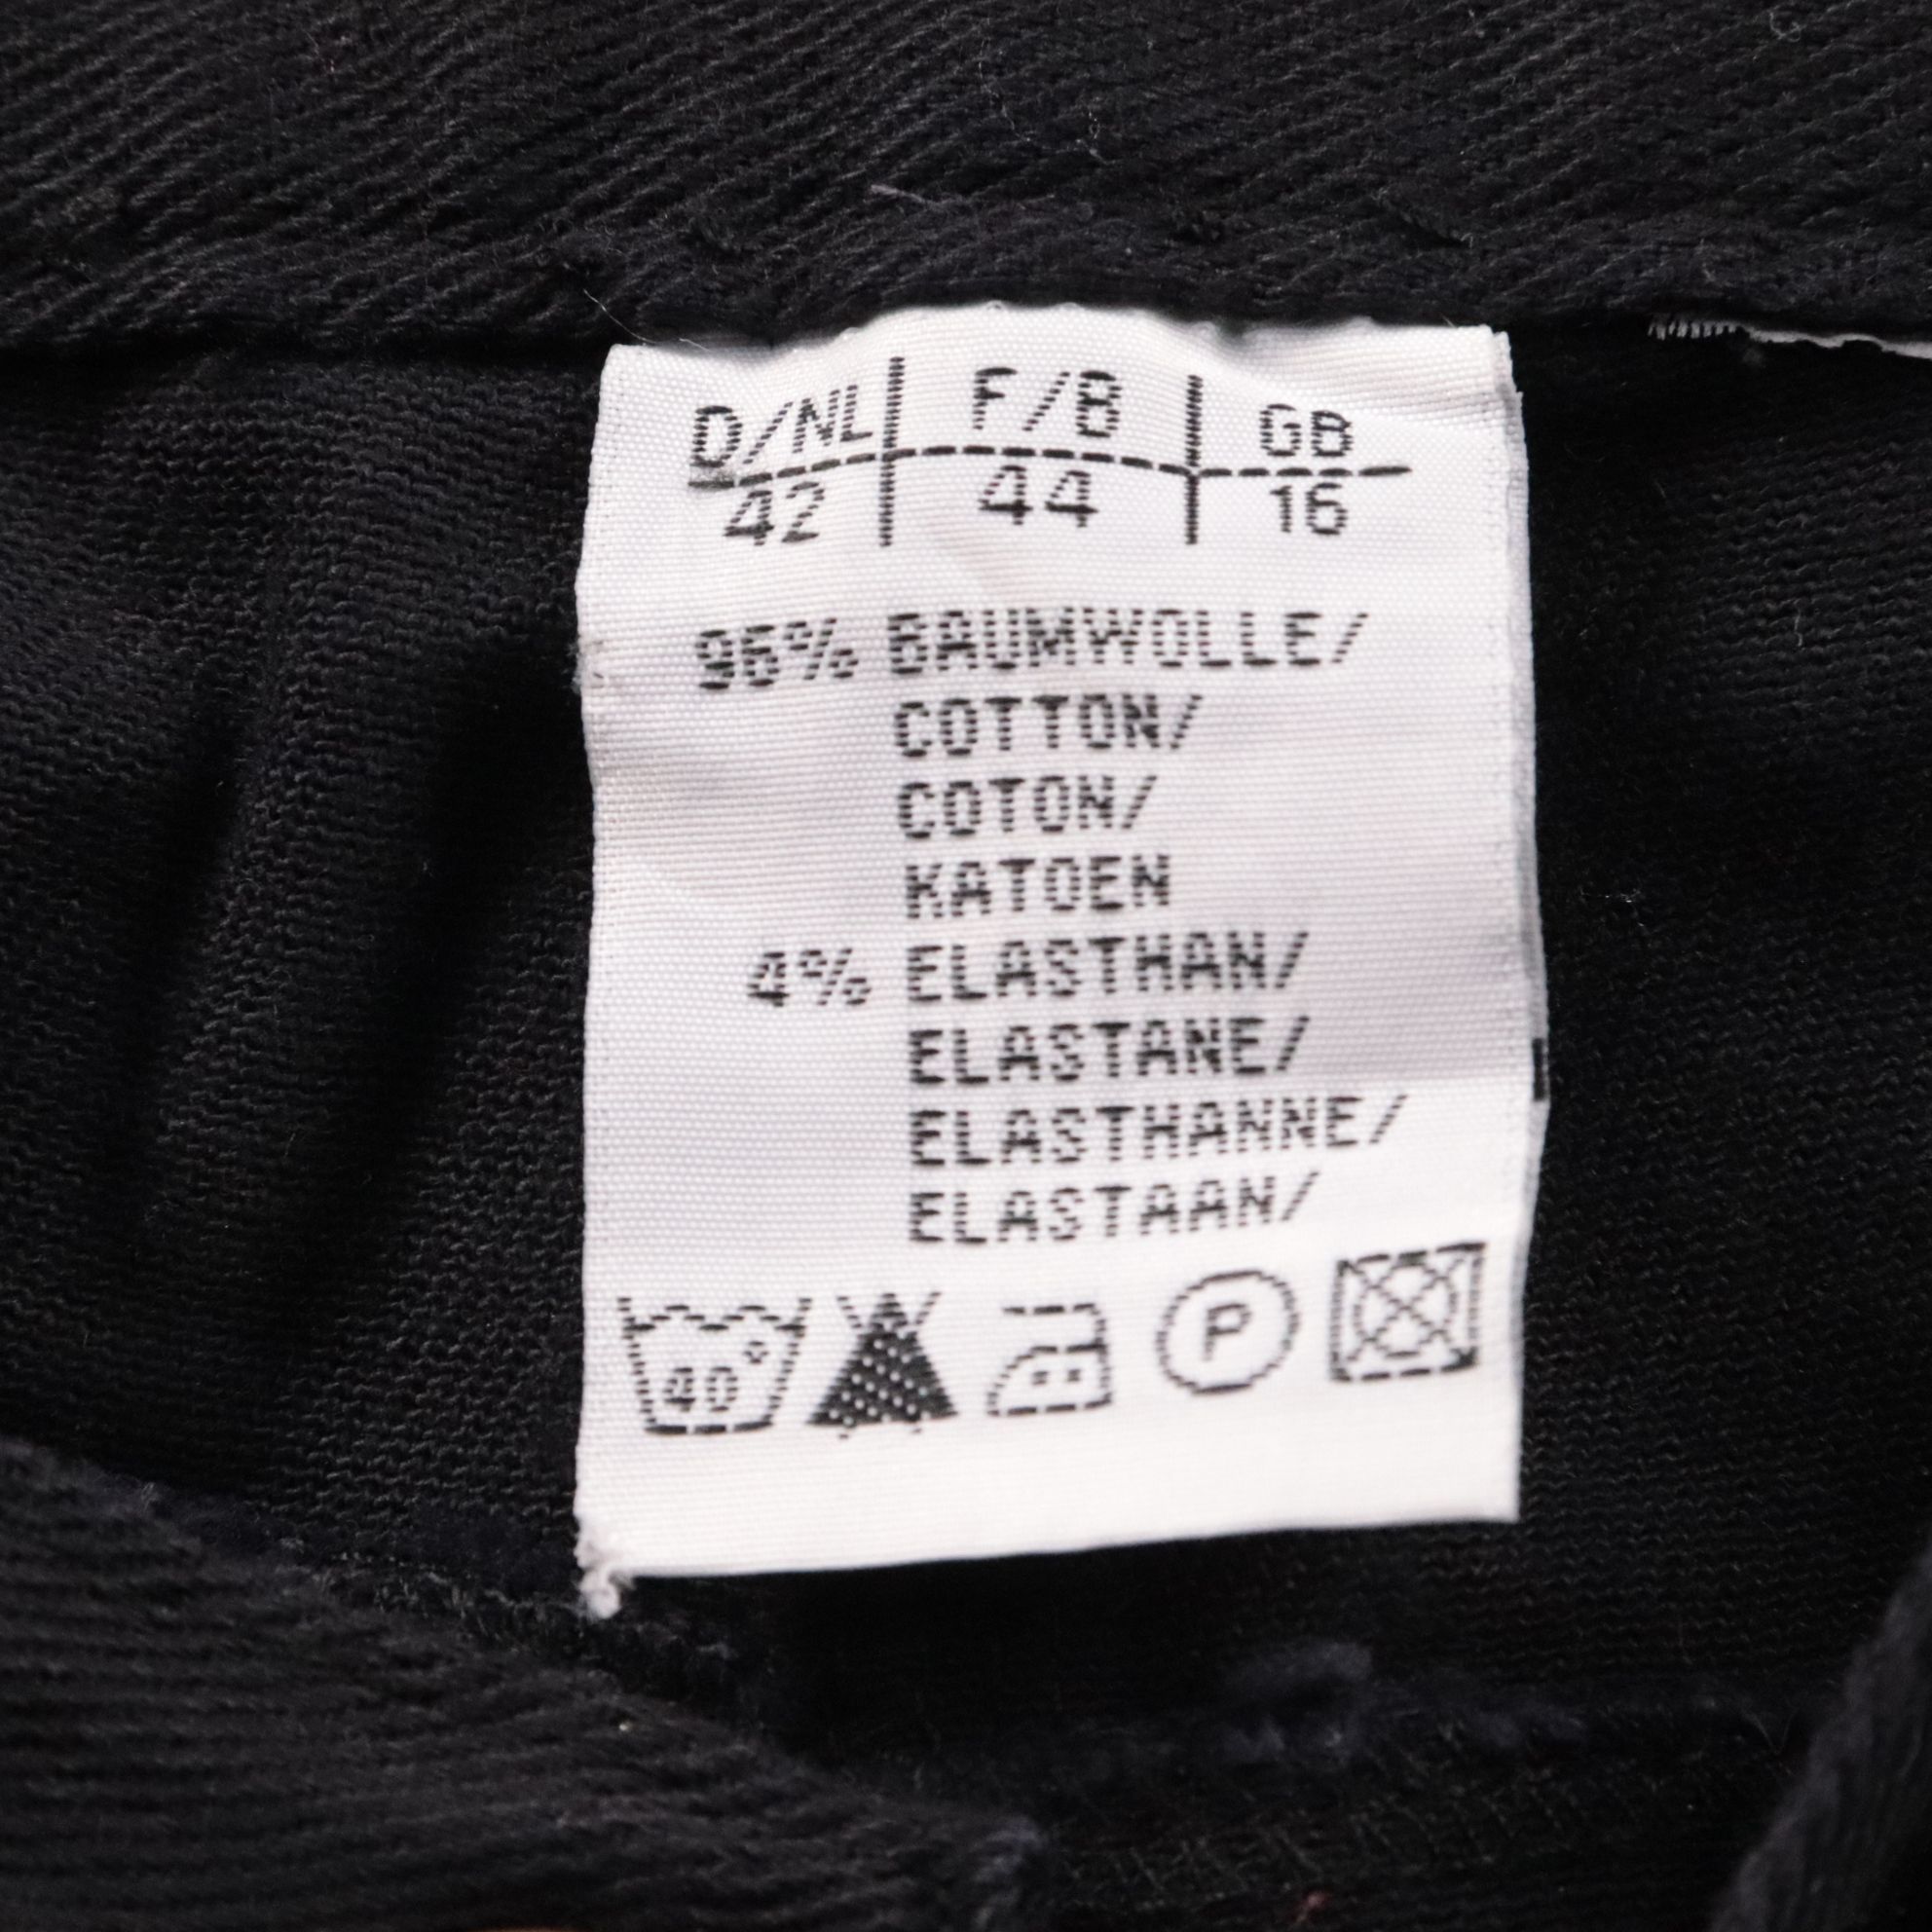 D/NL F/B GB
42 44 16
96% BAUMWOLLE/
COTTON/
COTON/
KATOEN
4% ELASTHAN/
ELASTANE/
ELASTHANNE/
ELASTAAN/
40° P